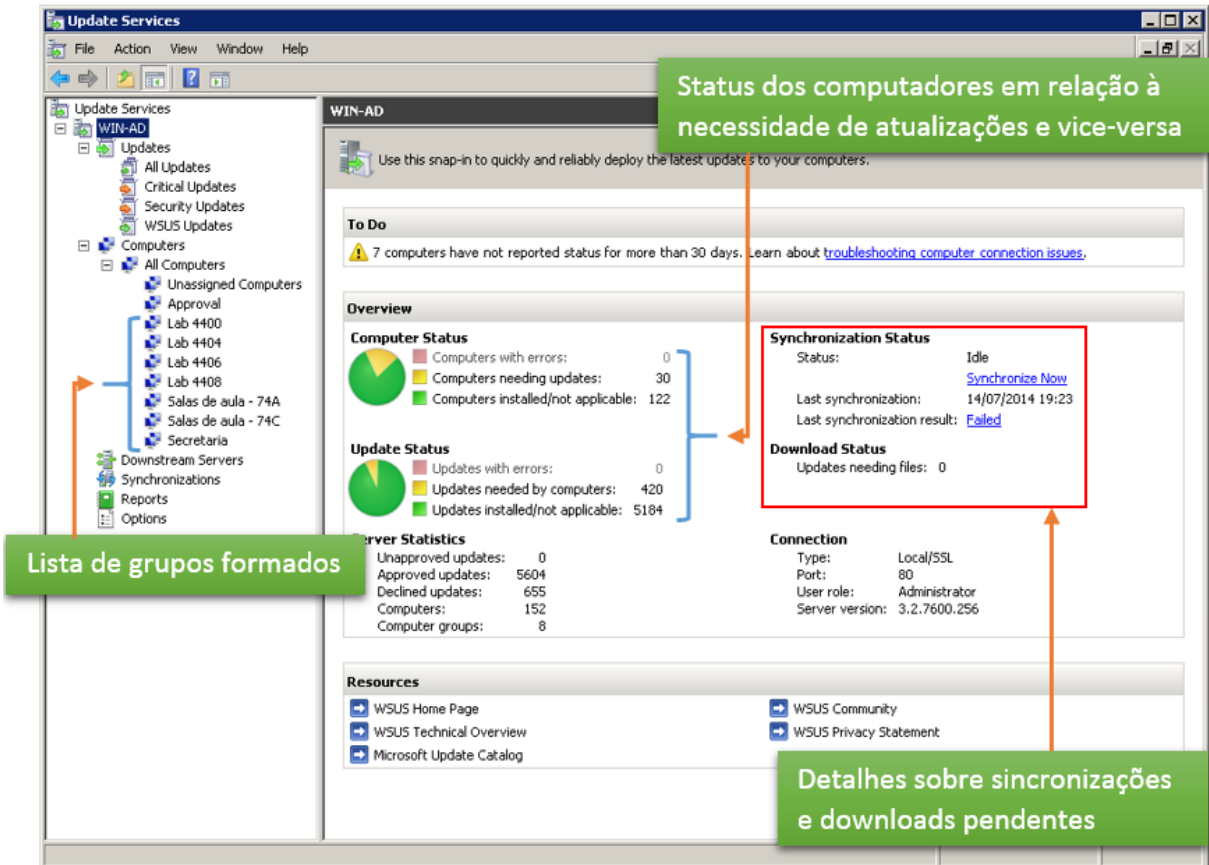 Update Services
File Action View Window Help
Status dos computadores em relação à
necessidade de atualizações e vice-versa
Update Services
WIN-AD
Updates
All Updates
Critical Updates
Security Updates
WSUS Updates
Computers
All Computers
Unassigned Computers
Approval
Lab 4400
Lab 4404
Lab 4406
Lab 4408
Salas de aula - 74A
Salas de aula - 74C
Secretaria
Downstream Servers
Synchronizations
Reports
Options
Lista de grupos formados
WIN-AD
Use this snap-in to quickly and reliably deploy the latest updates to your computers.
To Do
7 computers have not reported status for more than 30 days. Learn about troubleshooting computer connection issues.
Overview
Computer Status
Computers with errors: 0
Computers needing updates: 30
Computers installed/not applicable: 122
Update Status
Updates with errors: 0
Updates needed by computers: 420
Updates installed/not applicable: 5184
Synchronization Status
Status: Idle
Synchronize Now
Last synchronization: 14/07/2014 19:23
Last synchronization result: Failed
Download Status
Updates needing files: 0
Server Statistics
Unapproved updates: 0
Approved updates: 5604
Declined updates: 655
Computers: 152
Computer groups: 8
Connection
Type: Local/SSL
Port: 80
User role: Administrator
Server version: 3.2.7600.256
Resources
WSUS Home Page
WSUS Technical Overview
Microsoft Update Catalog
WSUS Community
WSUS Privacy Statement
Detalhes sobre sincronizações
e downloads pendentes